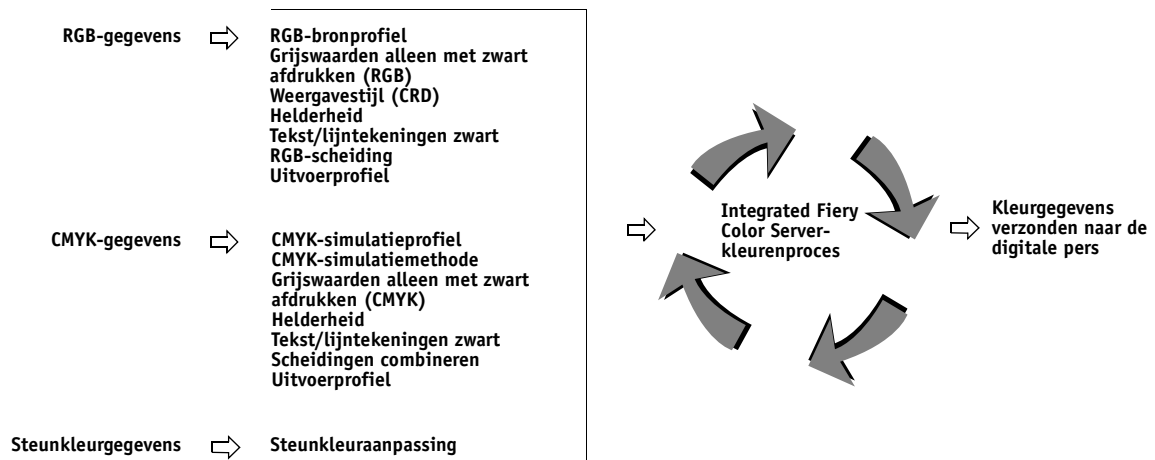 RGB-gegevens
RGB-bronprofiel
Grijswaarden alleen met zwart
afdrukken (RGB)
Weergavestijl (CRD)
Helderheid
Tekst/lijntekeningen zwart
RGB-scheiding
Uitvoerprofiel
CMYK-gegevens
CMYK-simulatieprofiel
CMYK-simulatiemethode
Grijswaarden alleen met zwart
afdrukken (CMYK)
Helderheid
Tekst/lijntekeningen zwart
Scheidingen combineren
Uitvoerprofiel
Steunkleurgegevens
Steunkleuraanpassing
Integrated Fiery
Color Server-
kleurenproces
Kleurgegevens
verzonden naar de
digitale pers